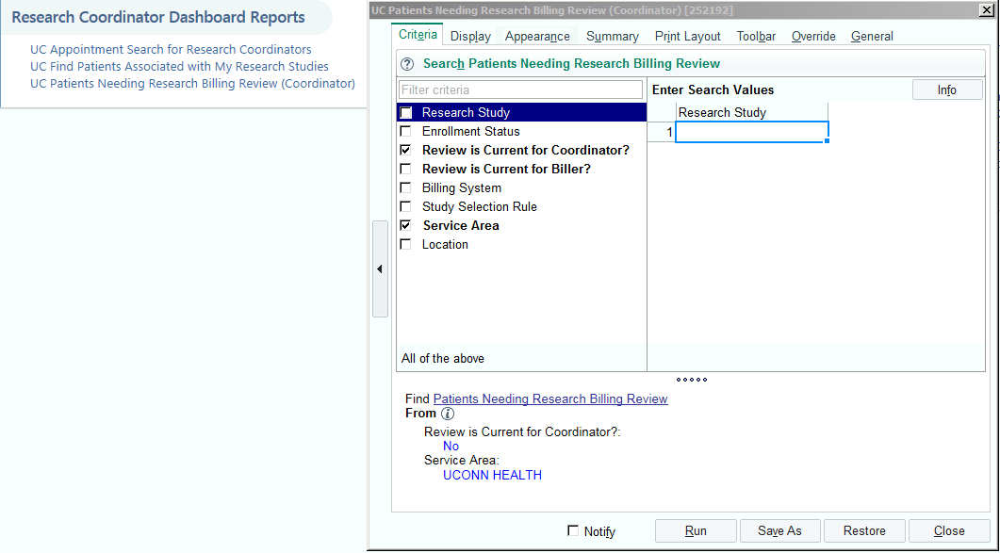 Research Coordinator Dashboard Reports
UC Appointment Search for Research Coordinators
UC Find Patients Associated with My Research Studies
UC Patients Needing Research Billing Review (Coordinator)
UC Patients Needing Research Billing Review (Coordinator) [252192]
Criteria Display Appearance Summary Print Layout Toolbar Override General
Search Patients Needing Research Billing Review
Filter criteria
Research Study
Enrollment Status
Review is Current for Coordinator?
Review is Current for Biller?
Billing System
Study Selection Rule
Service Area
Location
All of the above
Enter Search Values
Info
Research Study
1
Find Patients Needing Research Billing Review
From
Review is Current for Coordinator?:
No
Service Area:
UCONN HEALTH
Notify Run Save As Restore Close